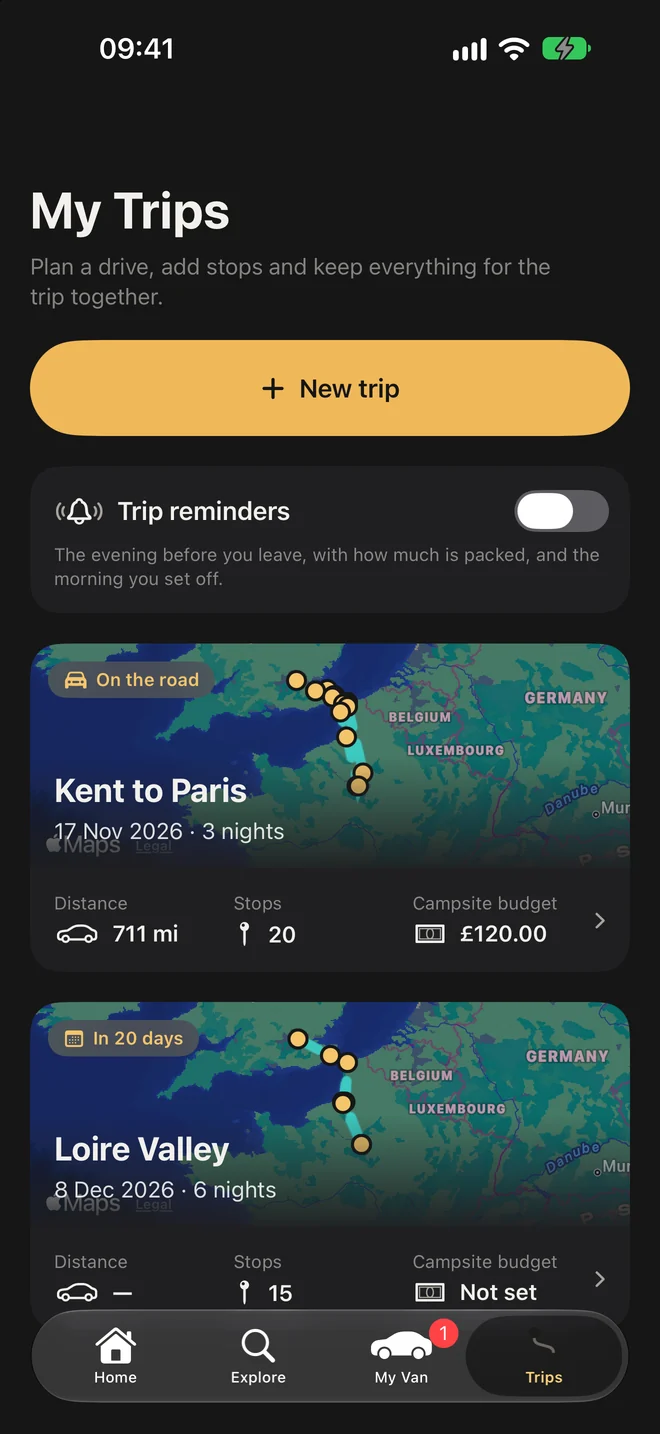 09:41
My Trips
Plan a drive, add stops and keep everything for the
trip together.
+ New trip
Trip reminders
The evening before you leave, with how much is packed, and the
morning you set off.
On the road
GERMANY
BELGIUM
LUXEMBOURG
Danube
Mun
Kent to Paris
17 Nov 2026 · 3 nights
Maps Legal
Distance Stops Campsite budget
711 mi 20 £120.00
In 20 days
GERMANY
BELGIUM
LUXEMBOURG
Danube
Mun
Loire Valley
8 Dec 2026 · 6 nights
Maps Legal
Distance Stops Campsite budget
— 15 Not set
1
Home Explore My Van Trips